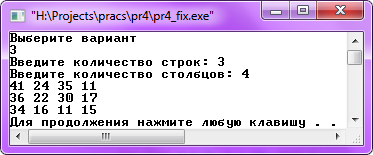 "H:\Projects\pracs\pr4\pr4_fix.exe"
Выберите вариант
3
Введите количество строк: 3
Введите количество столбцов: 4
41 24 35 11
36 22 30 17
34 16 11 15
Для продолжения нажмите любую клавишу . .